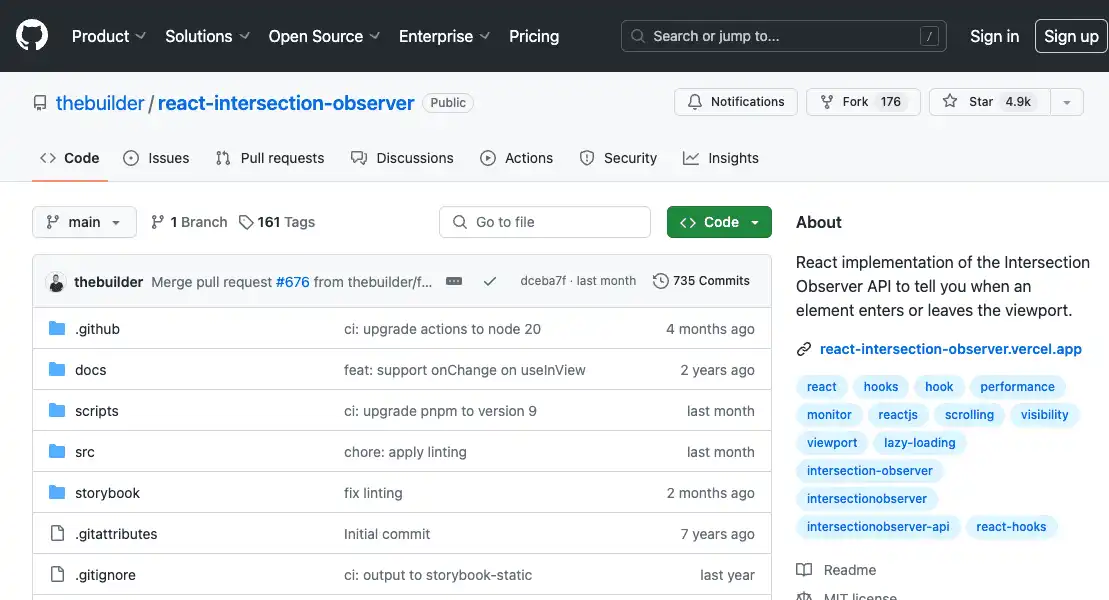 Product Solutions Open Source Enterprise Pricing Search or jump to... / Sign in Sign up
thebuilder / react-intersection-observer Public Notifications Fork 176 Star 4.9k
Code Issues Pull requests Discussions Actions Security Insights
main 1 Branch 161 Tags Go to file Code
thebuilder Merge pull request #676 from thebuilder/f... dceba7f · last month 735 Commits
.github ci: upgrade actions to node 20 4 months ago
docs feat: support onChange on useInView 2 years ago
scripts ci: upgrade pnpm to version 9 last month
src chore: apply linting last month
storybook fix linting 2 months ago
.gitattributes Initial commit 7 years ago
.gitignore ci: output to storybook-static last year
About
React implementation of the Intersection
Observer API to tell you when an
element enters or leaves the viewport.
react-intersection-observer.vercel.app
react hooks hook performance
monitor reactjs scrolling visibility
viewport lazy-loading
intersection-observer
intersectionobserver
intersectionobserver-api react-hooks
Readme
MIT license